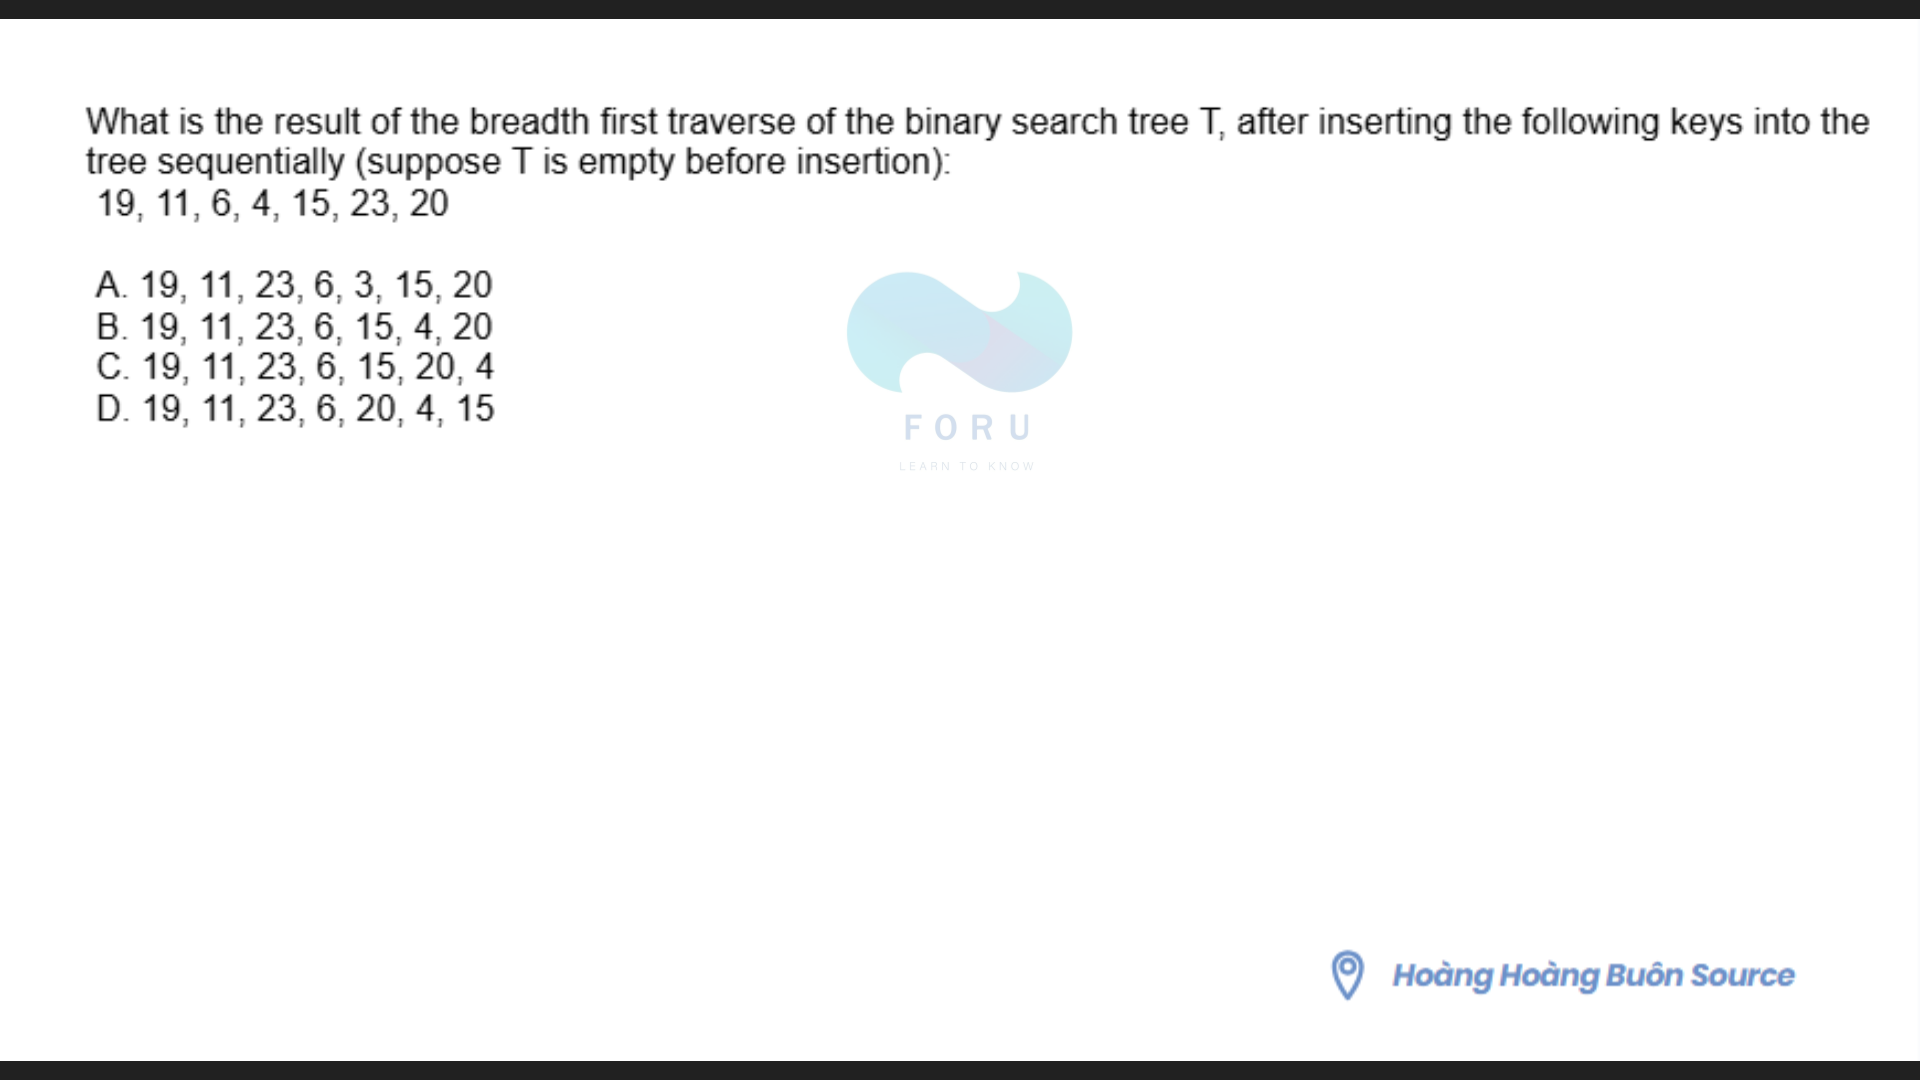 What is the result of the breadth first traverse of the binary search tree T, after inserting the following keys into the
tree sequentially (suppose T is empty before insertion):
19, 11, 6, 4, 15, 23, 20
A. 19, 11, 23, 6, 3, 15, 20
B. 19, 11, 23, 6, 15, 4, 20
C. 19, 11, 23, 6, 15, 20, 4
D. 19, 11, 23, 6, 20, 4, 15
FORU
LEARN TO KNOW
Hoàng Hoàng Buôn Source